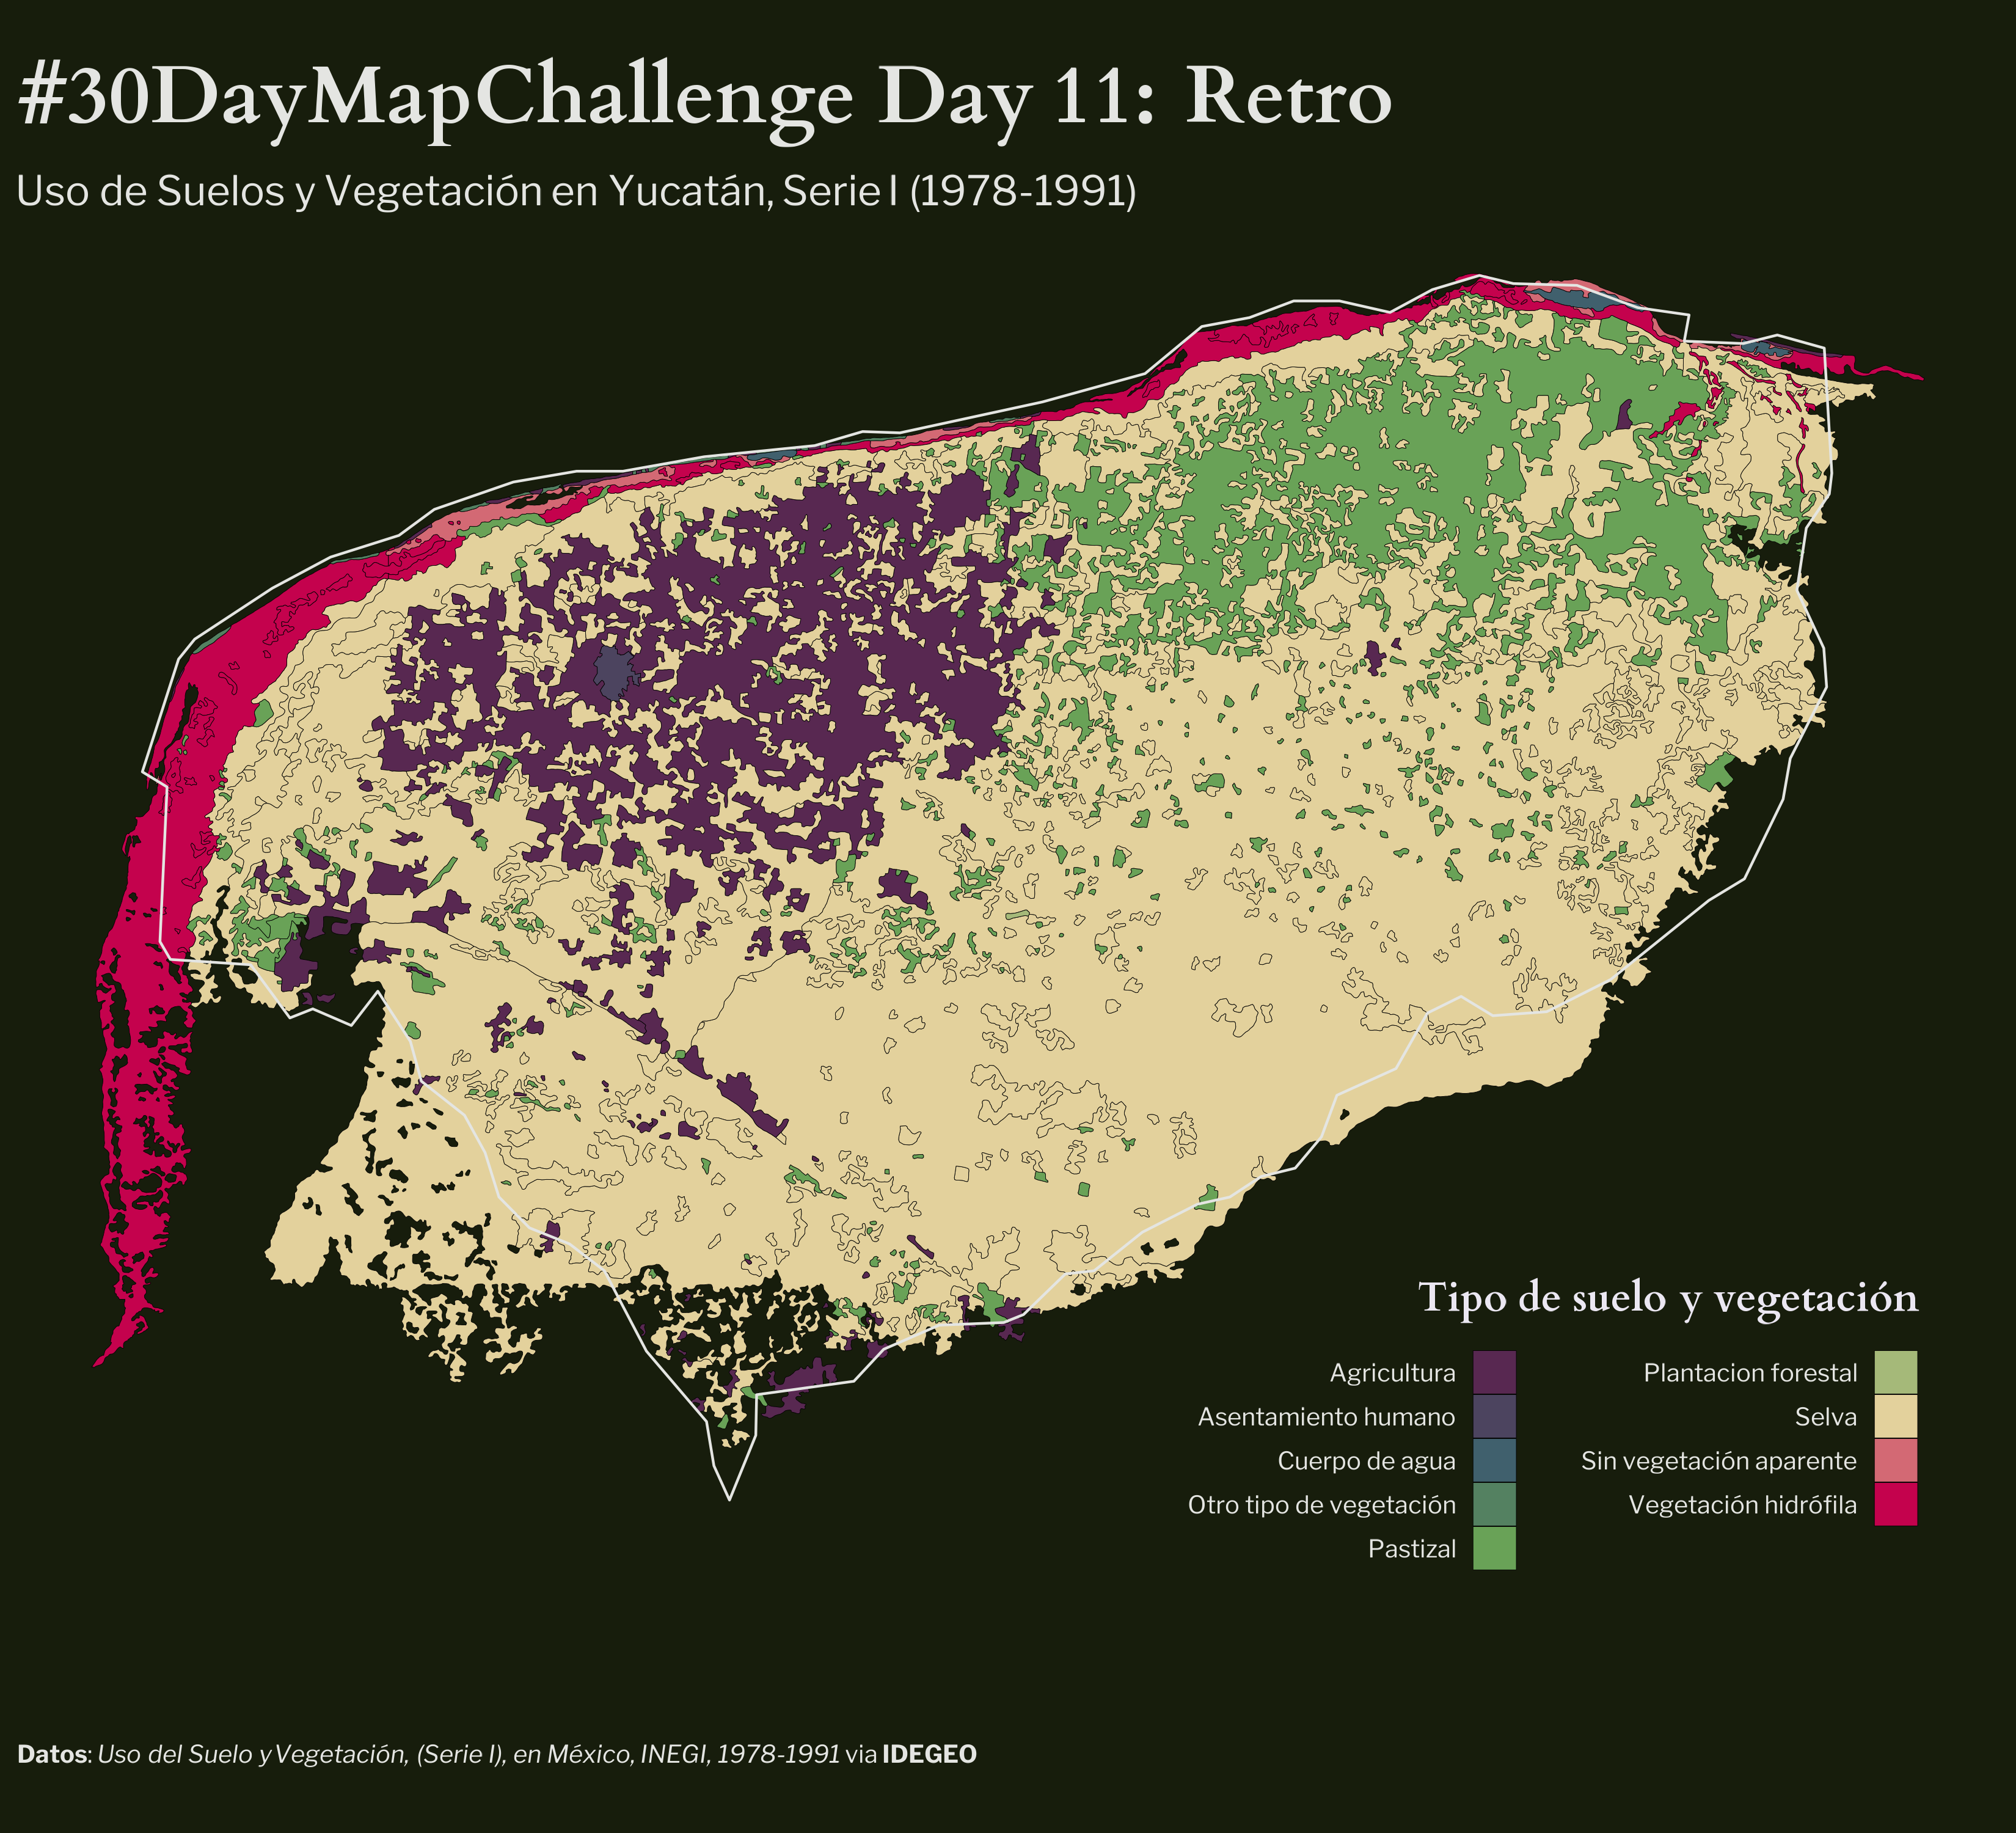 #30DayMapChallenge Day 11: Retro
Uso de Suelos y Vegetación en Yucatán, Serie I (1978-1991)
Tipo de suelo y vegetación
Agricultura
Asentamiento humano
Cuerpo de agua
Otro tipo de vegetación
Pastizal
Plantacion forestal
Selva
Sin vegetación aparente
Vegetación hidrófila
Datos: Uso del Suelo y Vegetación, (Serie I), en México, INEGI, 1978-1991 via IDEGEO